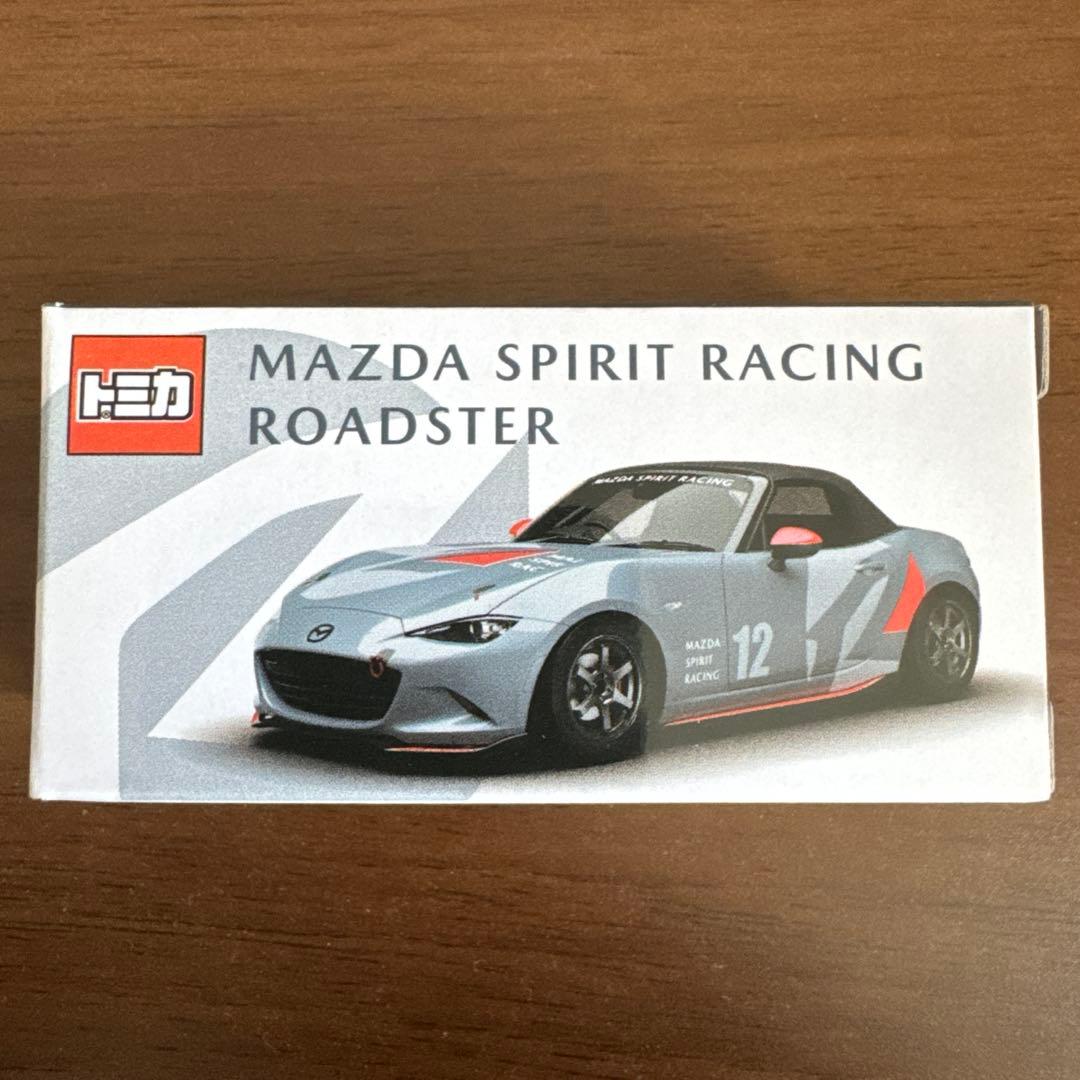 トミカ
®
MAZDA SPIRIT RACING
ROADSTER
MAZDA SPIRIT RACING
MAZDA
SPIRIT
RACING
12